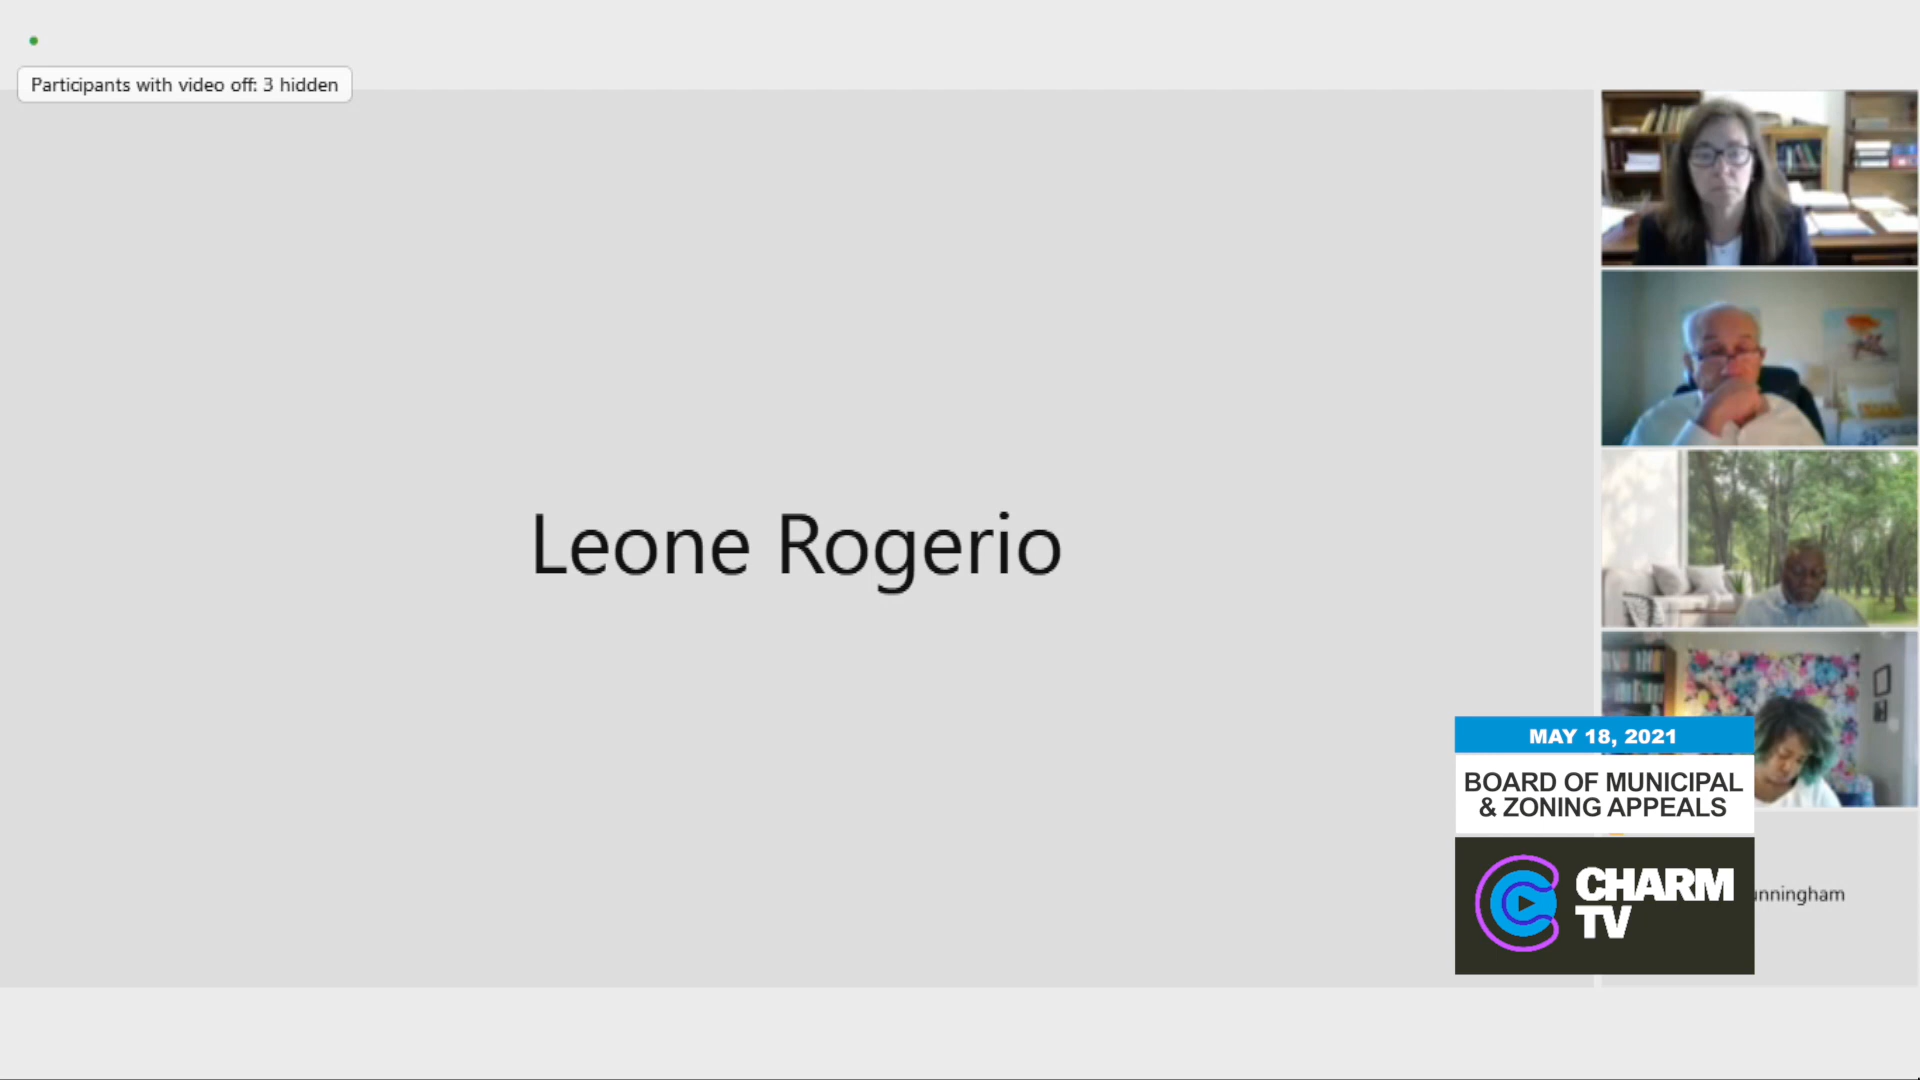 Participants with video off: 3 hidden
Leone Rogerio
MAY 18, 2021
BOARD OF MUNICIPAL
& ZONING APPEALS
CHARM
TV